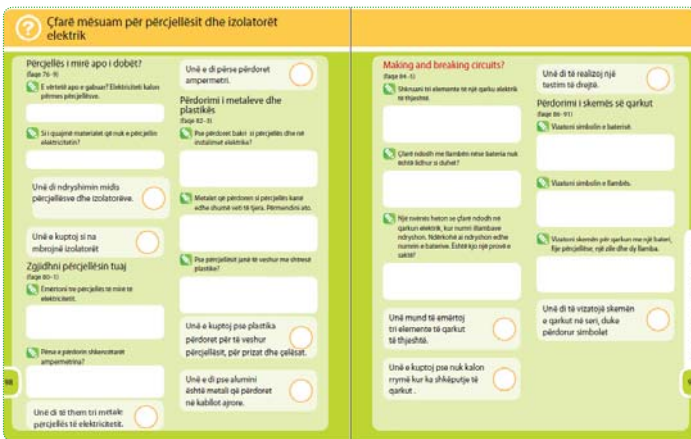 ?
Çfarë mësuam për përcjellësit dhe izolatorët
elektrik
Përcjellës i mirë apo i dobët?
(faqe 76-9)
E vërtetë apo e gabuar? Elektriciteti kalon
përmes përcjellësve.
Si i quajmë materialet që nuk e përcjellin
elektricitetin?
Unë di ndryshimin midis
përcjellësve dhe izolatorëve.
Unë e kuptoj si na
mbrojnë izolatorët
Zgjidhni përcjellësin tuaj
(faqe 80-1)
Emërtoni tre përcjellës të mirë të
elektricitetit.
Përse e përdorin shkencëtarët
ampermetrin?
Unë di të them tri metale
përcjellës të elektricitetit.
98
Unë e di përse përdoret
ampermetri.
Përdorimi i metaleve dhe
plastikës
(faqe 82-3)
Pse përdoret bakri si përcjellës dhe në
instalimet elektrike?
Metalet që përdoren si përcjellës kanë
edhe shumë veti të tjera. Përmendini ato.
Pse përcjellësit janë të veshur me shtresë
plastike?
Unë e kuptoj pse plastika
përdoret për të veshur
përcjellësit, për prizat dhe çelësat.
Unë e di pse alumini
është metali që përdoret
në kabllot ajrore.
Making and breaking circuits?
(faqe 84-5)
Shkruani tri elemente të një qarku elektrik
të thjeshtë.
Çfarë ndodh me llambën nëse bateria nuk
është lidhur si duhet?
Një nxënës heton se çfarë ndodh në
qarkun elektrik, kur numri i llambave
ndryshon. Ndërkohë ai ndryshon edhe
numrin e baterive. Është kjo një provë e
saktë?
Unë mund të emërtoj
tri elemente të qarkut
të thjeshtë.
Unë e kuptoj pse nuk kalon
rrymë kur ka shkëputje të
qarkut .
Unë di të realizoj një
testim të drejtë.
Përdorimi i skemës së qarkut
(faqe 86-91)
Vizatoni simbolin e baterisë.
Vizatoni simbolin e llambës.
Vizatoni skemën për qarkun me një bateri,
fije përcjellëse, një zile dhe dy llamba.
Unë di të vizatojë skemën
e qarkut në seri, duke
përdorur simbolet